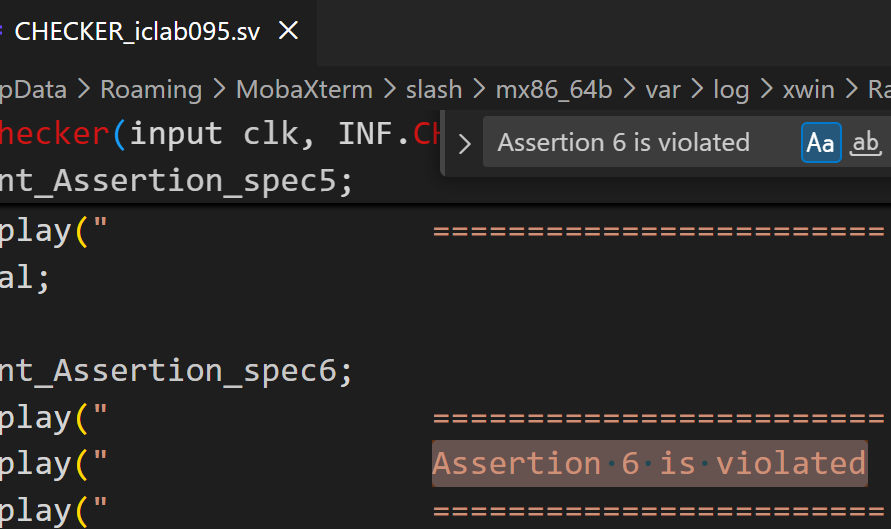 CHECKER_iclab095.sv ×
pData > Roaming > MobaXterm > slash > mx86_64b > var > log > xwin > Ra
hecker(input clk, INF.CH
Assertion 6 is violated Aa ab
nt_Assertion_spec5;
play(" ========================
al;
nt_Assertion_spec6;
play(" ========================
play(" Assertion·6·is·violated
play(" ========================